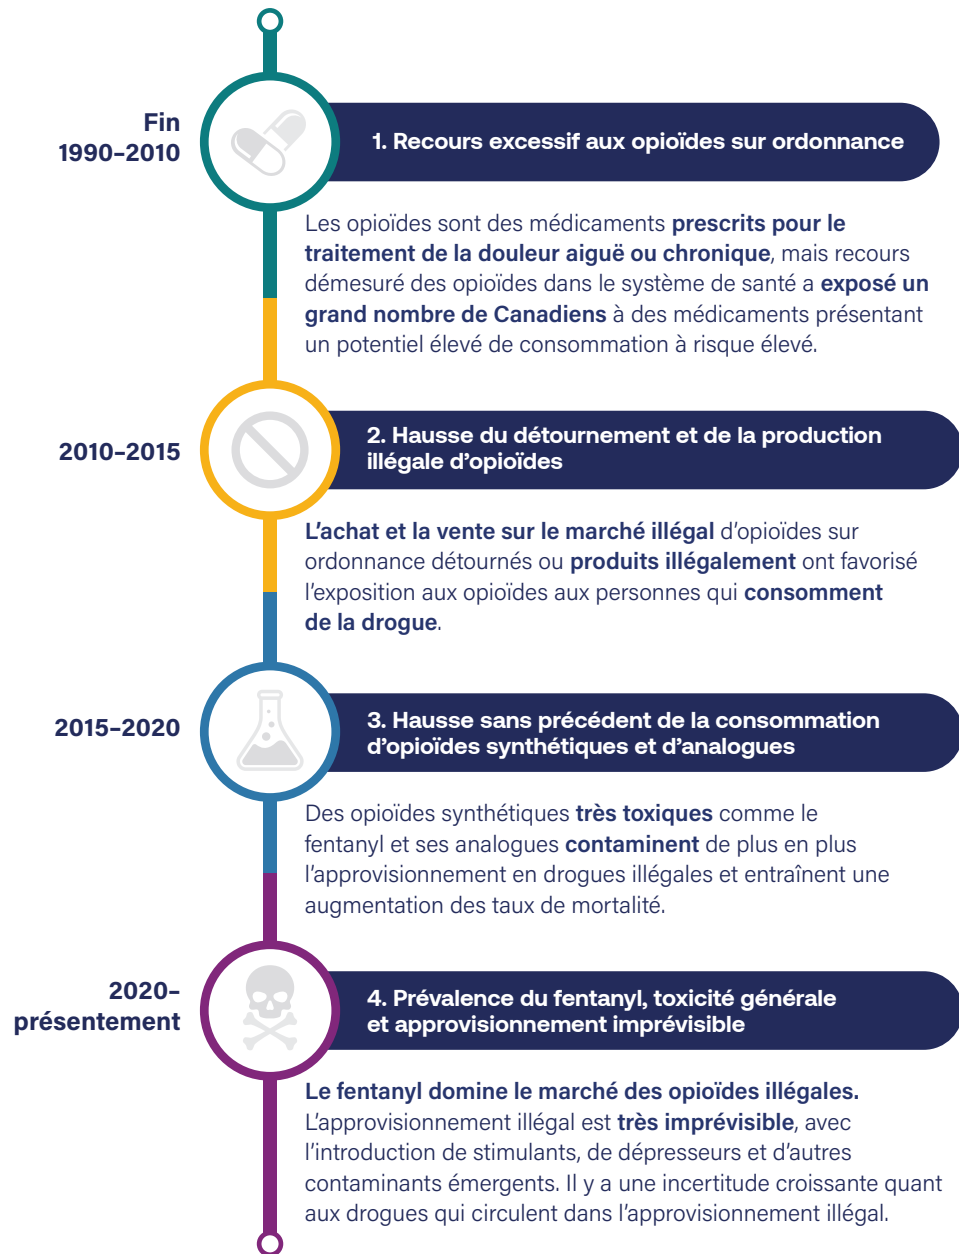 Fin
1990–2010
1. Recours excessif aux opioïdes sur ordonnance
Les opioïdes sont des médicaments prescrits pour le
traitement de la douleur aiguë ou chronique, mais recours
démesuré des opioïdes dans le système de santé a exposé un
grand nombre de Canadiens à des médicaments présentant
un potentiel élevé de consommation à risque élevé.
2010–2015
2. Hausse du détournement et de la production
illégale d’opioïdes
L’achat et la vente sur le marché illégal d’opioïdes sur
ordonnance détournés ou produits illégalement ont favorisé
l’exposition aux opioïdes aux personnes qui consomment
de la drogue.
2015–2020
3. Hausse sans précédent de la consommation
d’opioïdes synthétiques et d’analogues
Des opioïdes synthétiques très toxiques comme le
fentanyl et ses analogues contaminent de plus en plus
l’approvisionnement en drogues illégales et entraînent une
augmentation des taux de mortalité.
2020–
présentement
4. Prévalence du fentanyl, toxicité générale
et approvisionnement imprévisible
Le fentanyl domine le marché des opioïdes illégales.
L’approvisionnement illégal est très imprévisible, avec
l’introduction de stimulants, de dépresseurs et d’autres
contaminants émergents. Il y a une incertitude croissante quant
aux drogues qui circulent dans l’approvisionnement illégal.